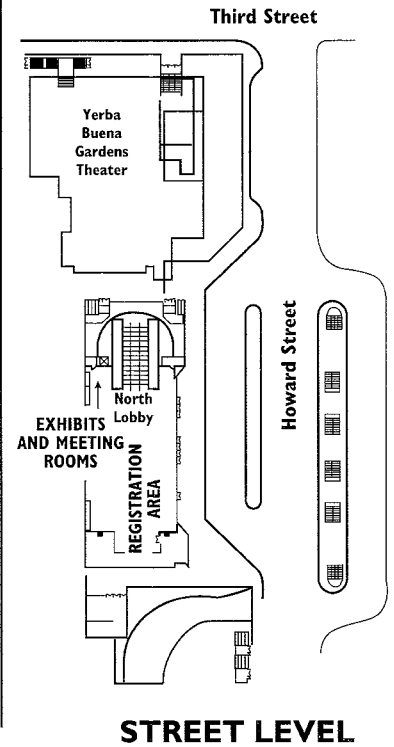 Third Street
Yerba
Buena
Gardens
Theater
Howard Street
North
Lobby
EXHIBITS
AND MEETING
ROOMS
REGISTRATION
AREA
STREET LEVEL